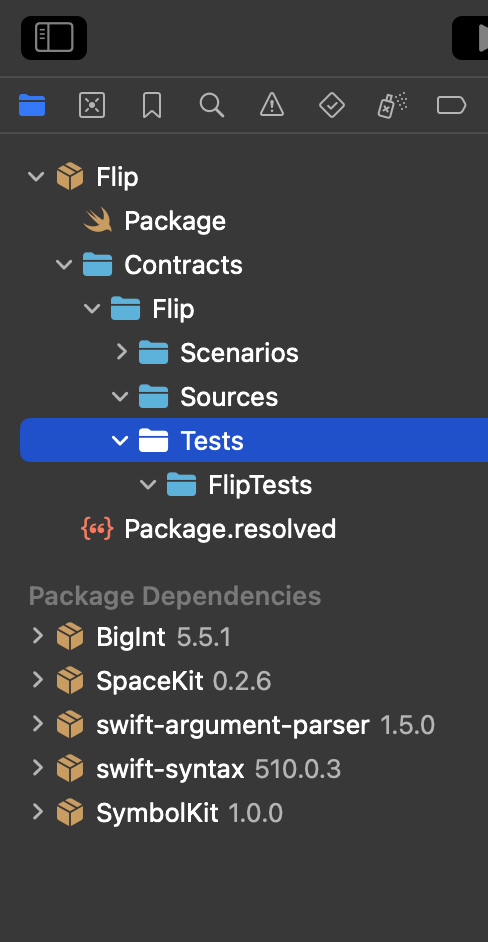 Flip
Package
Contracts
Flip
Scenarios
Sources
Tests
FlipTests
Package.resolved
Package Dependencies
BigInt 5.5.1
SpaceKit 0.2.6
swift-argument-parser 1.5.0
swift-syntax 510.0.3
SymbolKit 1.0.0